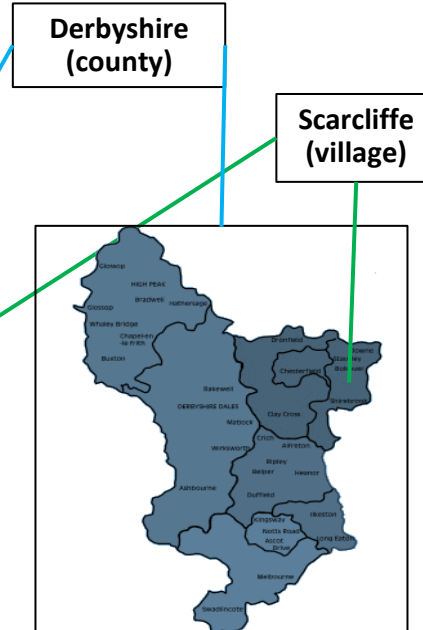 Derbyshire
(county)
Scarcliffe
(village)
Glossop
HIGH PEAK
Bradwell
Hathersage
Glossop
Whaley Bridge
Chapel-en
-le Frith
Buxton
Dronfield
Chesterfield
Bolsover
Bakewell
DERBYSHIRE DALES
Matlock
Clay Cross
Shirebrook
Wirksworth
Crich
Alfreton
Ripley
Belper
Heanor
Ashbourne
Duffield
Kingsway
Ilkeston
Notts Road
Ascot
Drive
Long Eaton
Melbourne
Swadlincote